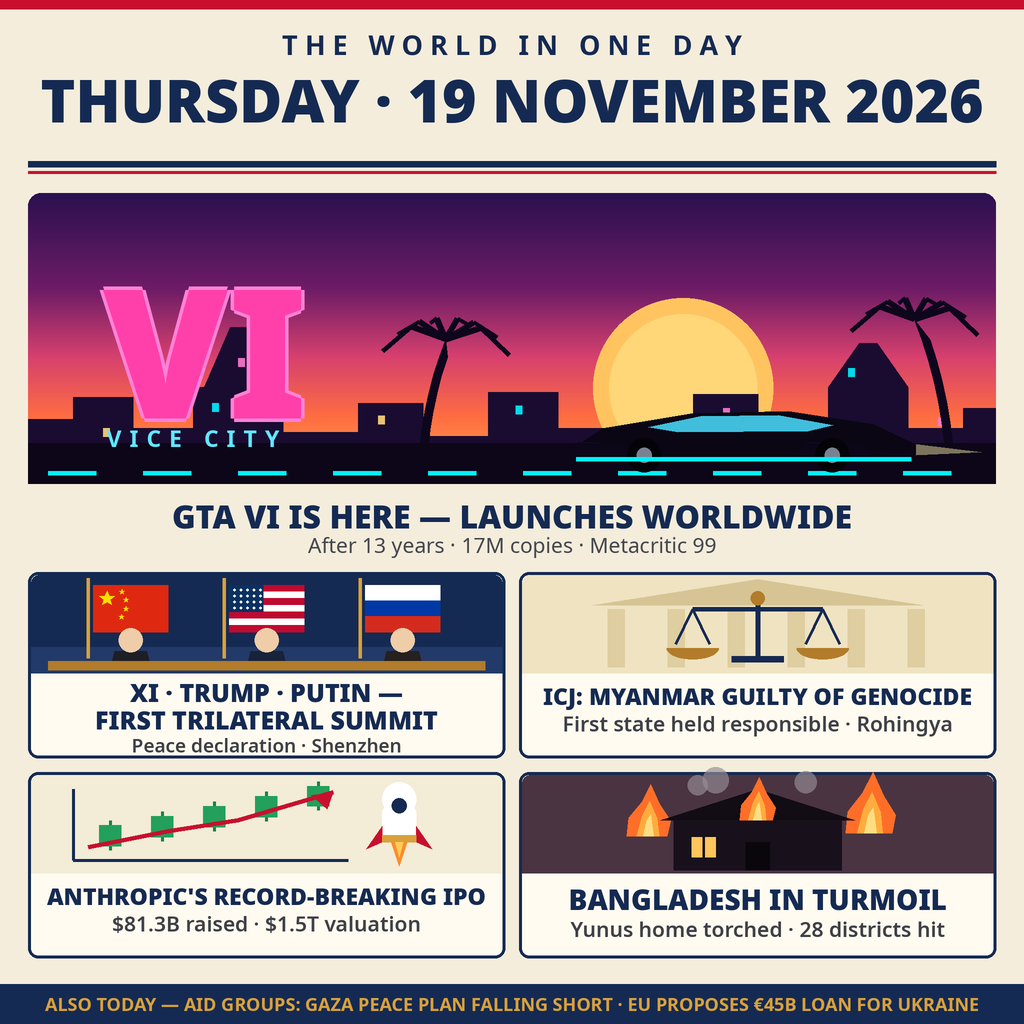 THE WORLD IN ONE DAY
THURSDAY · 19 NOVEMBER 2026
VI
VICE CITY
GTA VI IS HERE — LAUNCHES WORLDWIDE
After 13 years · 17M copies · Metacritic 99
XI · TRUMP · PUTIN —
FIRST TRILATERAL SUMMIT
Peace declaration · Shenzhen
ICJ: MYANMAR GUILTY OF GENOCIDE
First state held responsible · Rohingya
ANTHROPIC'S RECORD-BREAKING IPO
$81.3B raised · $1.5T valuation
BANGLADESH IN TURMOIL
Yunus home torched · 28 districts hit
ALSO TODAY — AID GROUPS: GAZA PEACE PLAN FALLING SHORT · EU PROPOSES €45B LOAN FOR UKRAINE